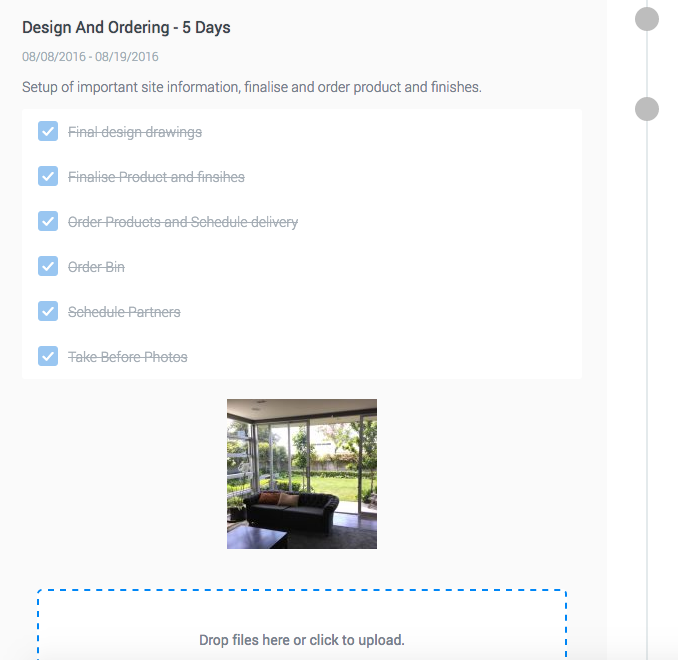 Design And Ordering - 5 Days
08/08/2016 - 08/19/2016
Setup of important site information, finalise and order product and finishes.
Final design drawings
Finalise Product and finsihes
Order Products and Schedule delivery
Order Bin
Schedule Partners
Take Before Photos
Drop files here or click to upload.